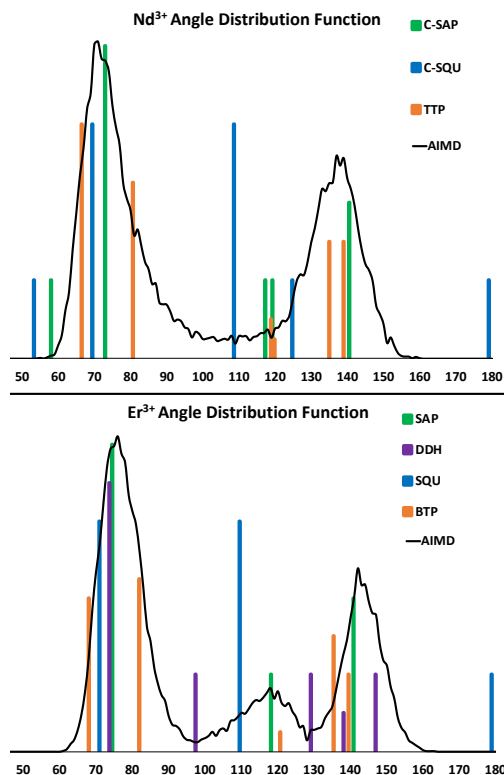 Nd³⁺ Angle Distribution Function
C-SAP
C-SQU
TTP
AIMD
50 60 70 80 90 100 110 120 130 140 150 160 170 180
Er³⁺ Angle Distribution Function
SAP
DDH
SQU
BTP
AIMD
50 60 70 80 90 100 110 120 130 140 150 160 170 180